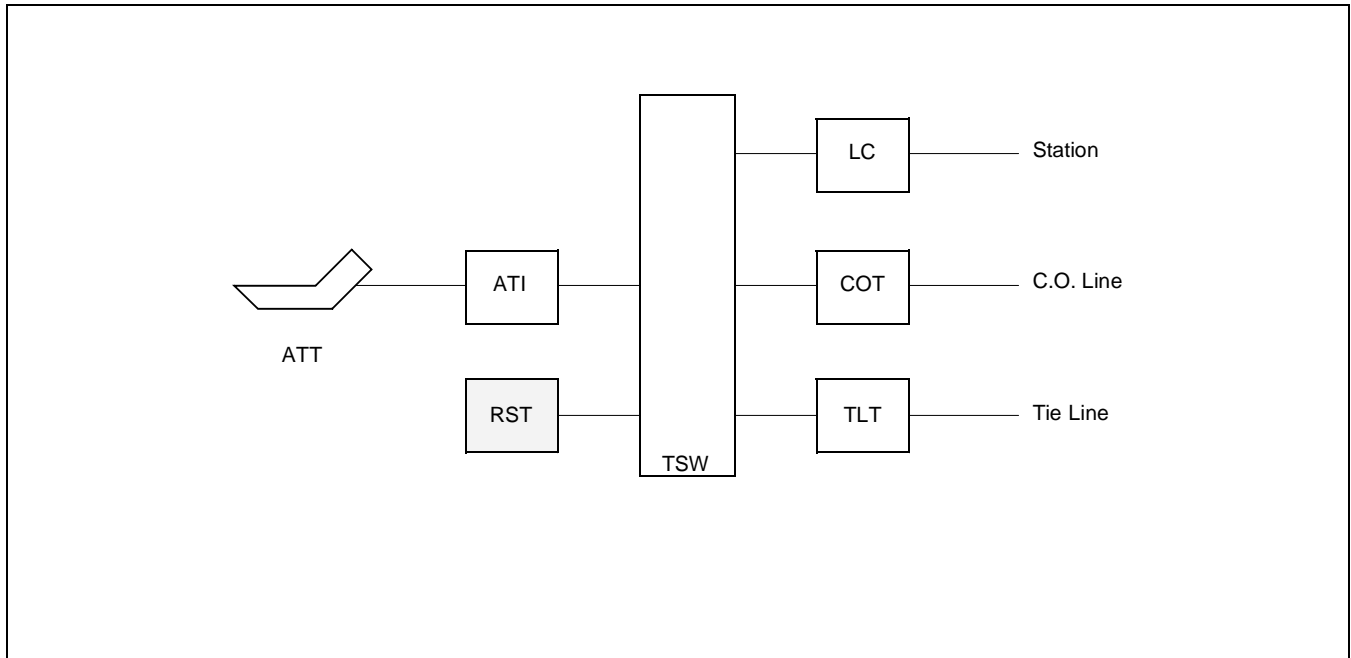 LC
Station
ATI
COT
C.O. Line
ATT
RST
TLT
Tie Line
TSW